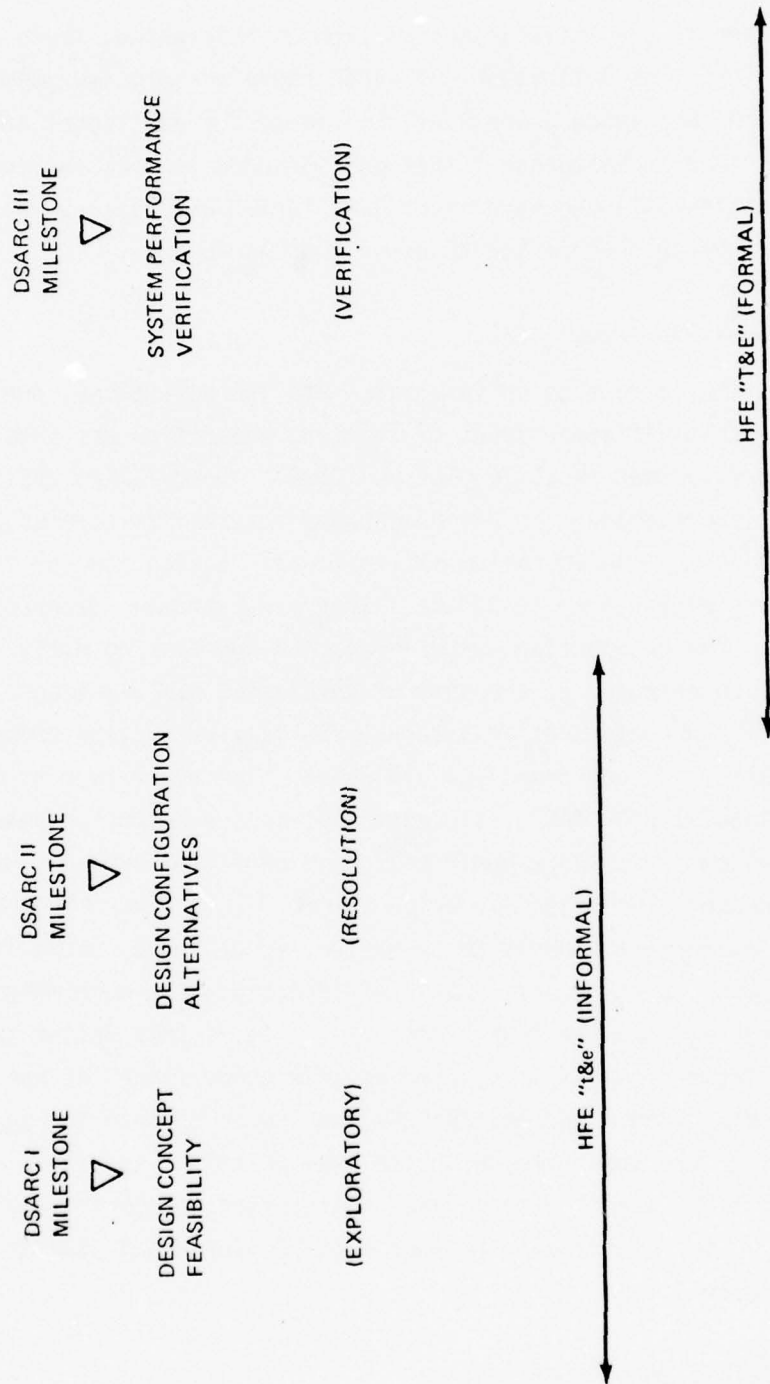 DSARC I
MILESTONE
DESIGN CONCEPT
FEASIBILITY
(EXPLORATORY)
DSARC II
MILESTONE
DESIGN CONFIGURATION
ALTERNATIVES
(RESOLUTION)
DSARC III
MILESTONE
SYSTEM PERFORMANCE
VERIFICATION
(VERIFICATION)
HFE "t&e" (INFORMAL)
HFE "T&E" (FORMAL)